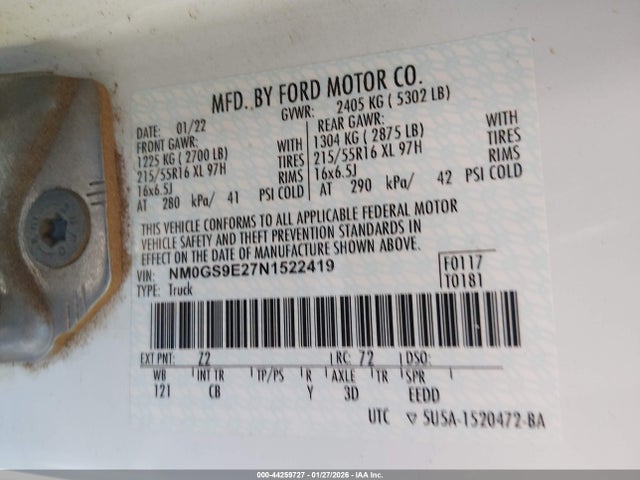 MFD. BY FORD MOTOR CO.
DATE: 01/22 GVWR: 2405 KG ( 5302 LB)
FRONT GAWR: REAR GAWR:
1225 KG ( 2700 LB) WITH 1304 KG ( 2875 LB) WITH
215/55R16 XL 97H TIRES 215/55R16 XL 97H TIRES
16x6.5J RIMS 16x6.5J RIMS
AT 280 kPa/ 41 PSI COLD AT 290 kPa/ 42 PSI COLD
THIS VEHICLE CONFORMS TO ALL APPLICABLE FEDERAL MOTOR
VEHICLE SAFETY AND THEFT PREVENTION STANDARDS IN
EFFECT ON THE DATE OF MANUFACTURE SHOWN ABOVE.
VIN: NM0GS9E27N1522419 F0117
TYPE: Truck T0181
EXT PNT: Z2 RC: 72 DSO:
WB INT TR TP/PS R AXLE TR SPR
121 CB Y 3D EEDD
UTC ▽ 5USA-1520472-BA
000-44259727 - 01/27/2026 - IAA Inc.